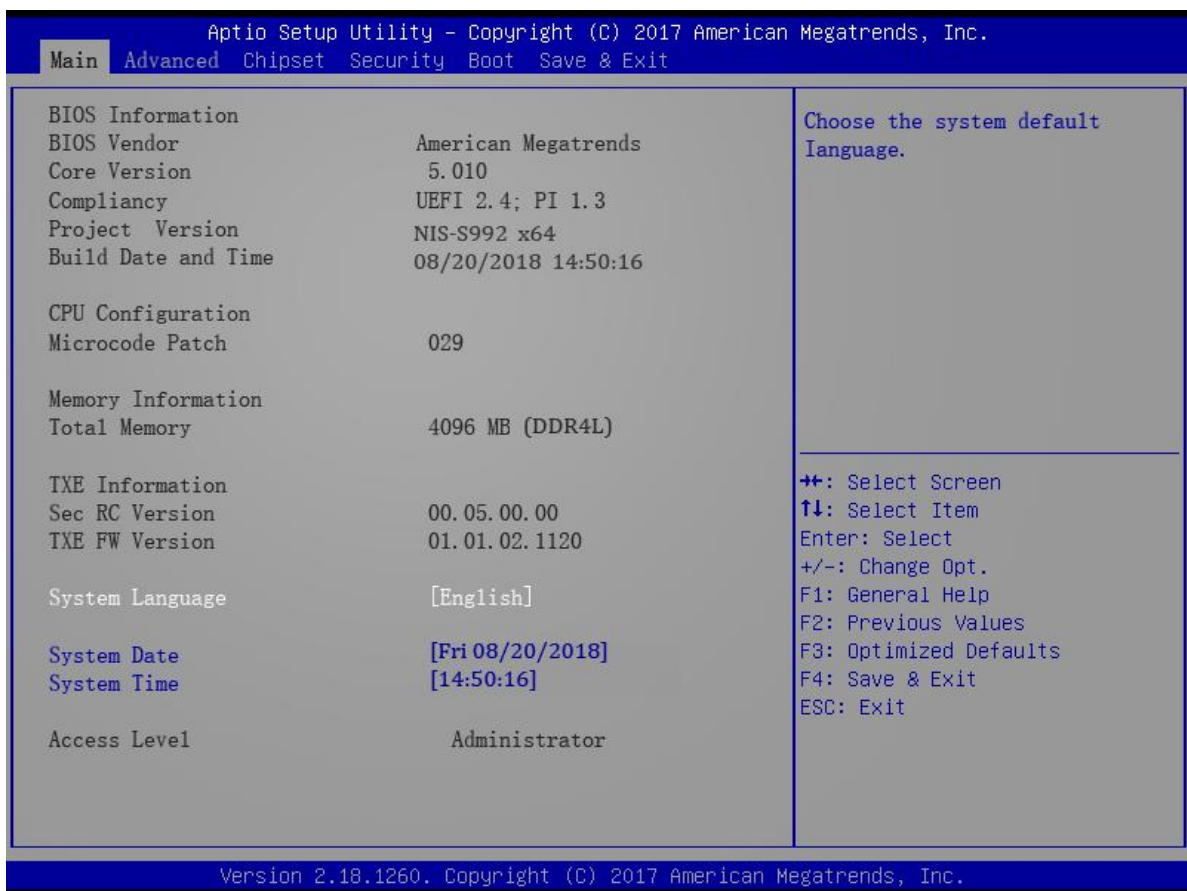 Aptio Setup Utility – Copyright (C) 2017 American Megatrends, Inc.
Main Advanced Chipset Security Boot Save & Exit
BIOS Information
BIOS Vendor American Megatrends
Core Version 5.010
Compliancy UEFI 2.4; PI 1.3
Project Version NIS-S992 x64
Build Date and Time 08/20/2018 14:50:16
CPU Configuration
Microcode Patch 029
Memory Information
Total Memory 4096 MB (DDR4L)
TXE Information
Sec RC Version 00.05.00.00
TXE FW Version 01.01.02.1120
System Language [English]
System Date [Fri 08/20/2018]
System Time [14:50:16]
Access Level Administrator
Choose the system default
Ianguage.
→←: Select Screen
↑↓: Select Item
Enter: Select
+/-: Change Opt.
F1: General Help
F2: Previous Values
F3: Optimized Defaults
F4: Save & Exit
ESC: Exit
Version 2.18.1260. Copyright (C) 2017 American Megatrends, Inc.